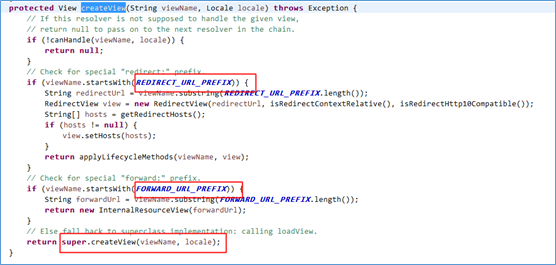 protected View createView(String viewName, Locale locale) throws Exception {
// If this resolver is not supposed to handle the given view,
// return null to pass on to the next resolver in the chain.
if (!canHandle(viewName, locale)) {
return null;
}
// Check for special "redirect:" prefix.
if (viewName.startsWith(REDIRECT_URL_PREFIX)) {
String redirectUrl = viewName.substring(REDIRECT_URL_PREFIX.length());
RedirectView view = new RedirectView(redirectUrl, isRedirectContextRelative(), isRedirectHttp10Compatible());
String[] hosts = getRedirectHosts();
if (hosts != null) {
view.setHosts(hosts);
}
return applyLifecycleMethods(viewName, view);
}
// Check for special "forward:" prefix.
if (viewName.startsWith(FORWARD_URL_PREFIX)) {
String forwardUrl = viewName.substring(FORWARD_URL_PREFIX.length());
return new InternalResourceView(forwardUrl);
}
// Else fall back to superclass implementation: calling loadView.
return super.createView(viewName, locale);
}